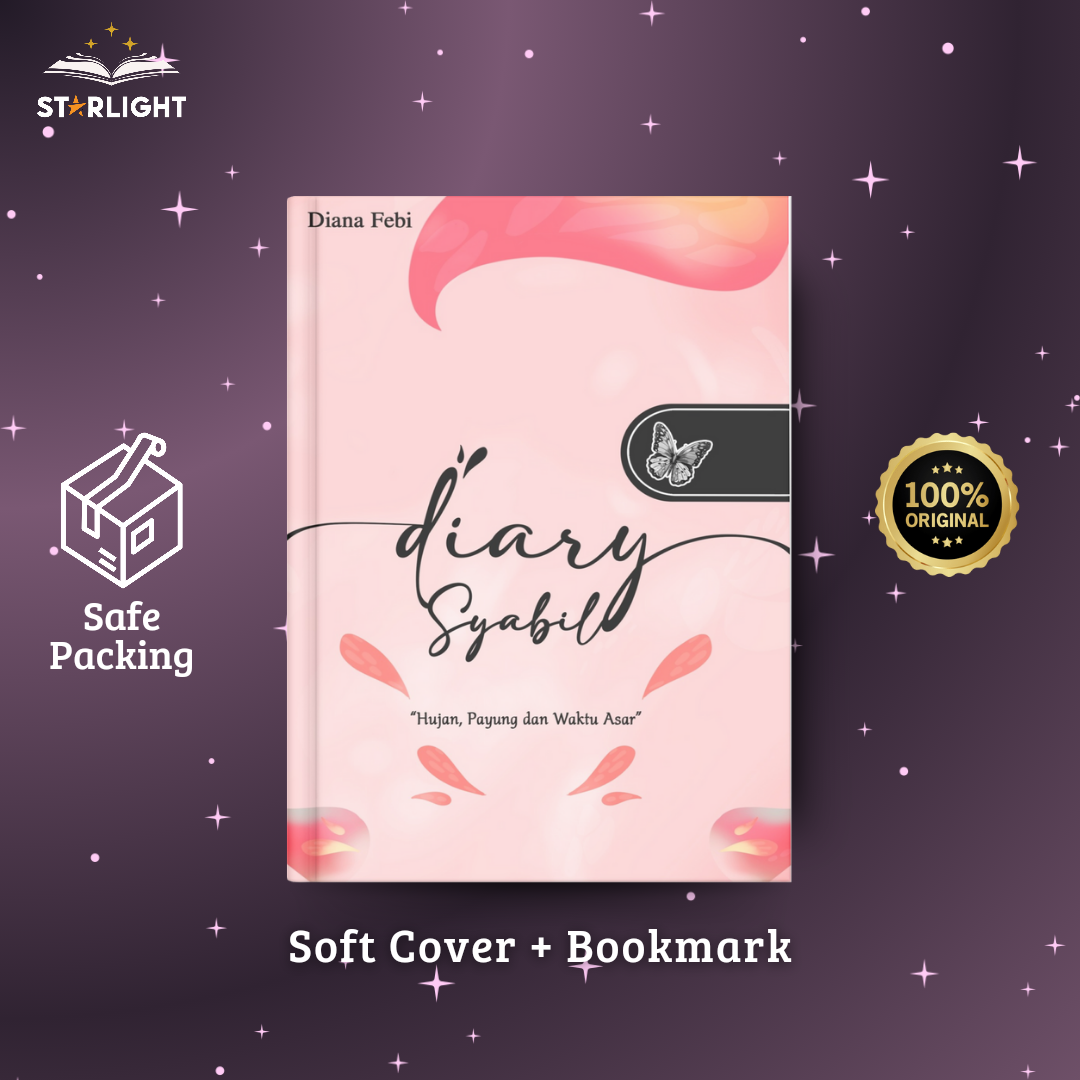 STARLIGHT
Diana Febi
diary
Syabil
“Hujan, Payung dan Waktu Asar”
Safe
Packing
100%
ORIGINAL
Soft Cover + Bookmark